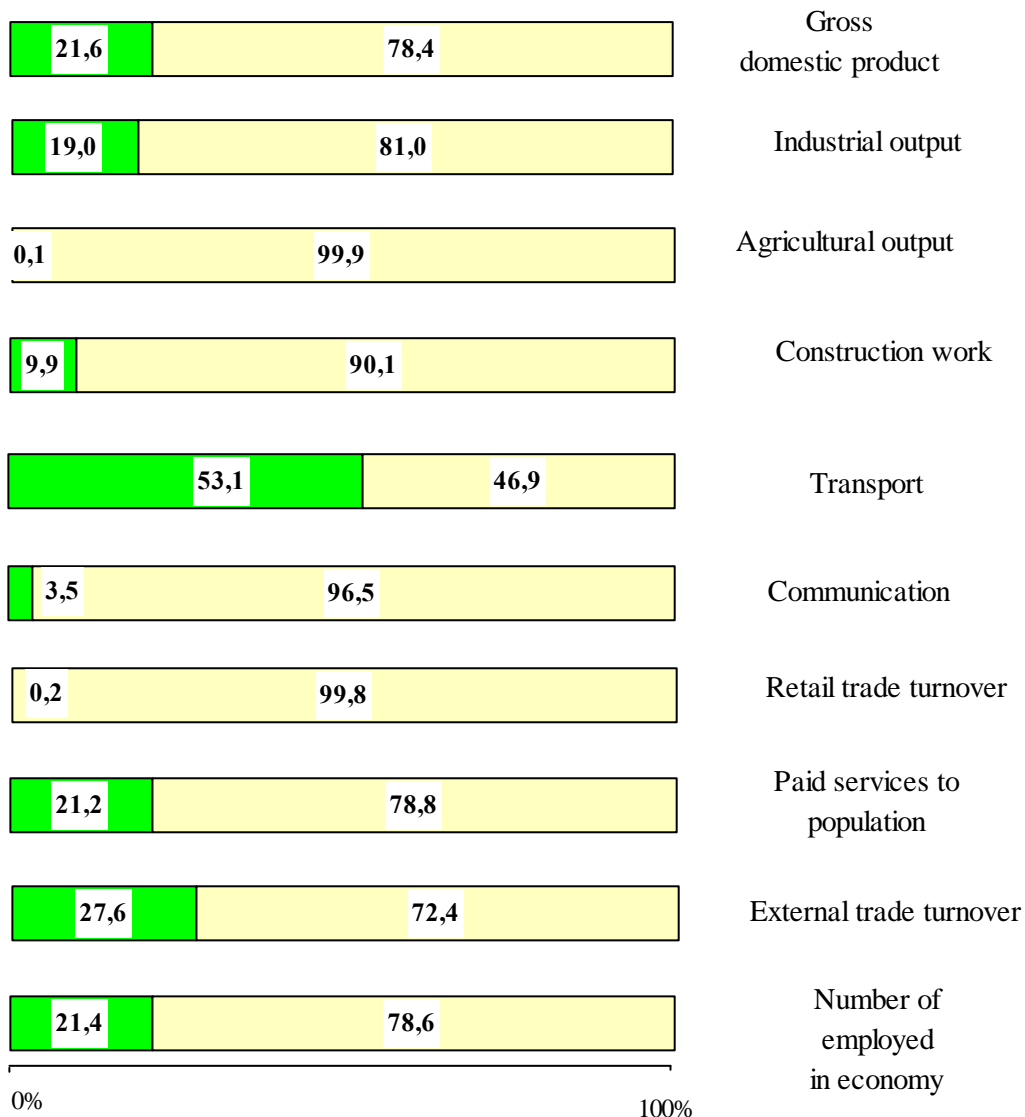 21,6 78,4 Gross
domestic product
19,0 81,0 Industrial output
0,1 99,9 Agricultural output
9,9 90,1 Construction work
53,1 46,9 Transport
3,5 96,5 Communication
0,2 99,8 Retail trade turnover
21,2 78,8 Paid services to
population
27,6 72,4 External trade turnover
21,4 78,6 Number of
employed
in economy
0% 100%